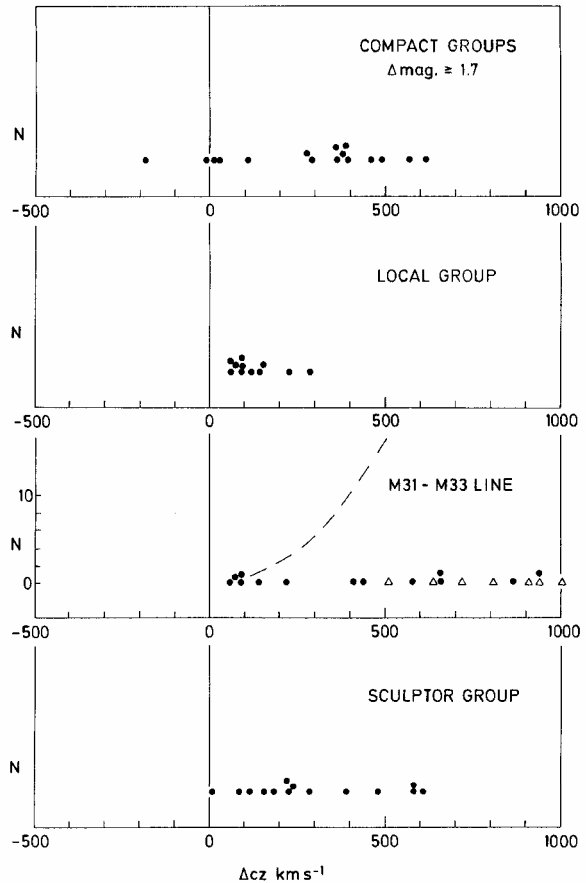 COMPACT GROUPS
Δmag. ≥ 1.7
N
-500 0 500 1000
LOCAL GROUP
N
-500 0 500 1000
M31 - M33 LINE
10
N
0
-500 0 500 1000
SCULPTOR GROUP
N
-500 0 500 1000
Δcz km s⁻¹